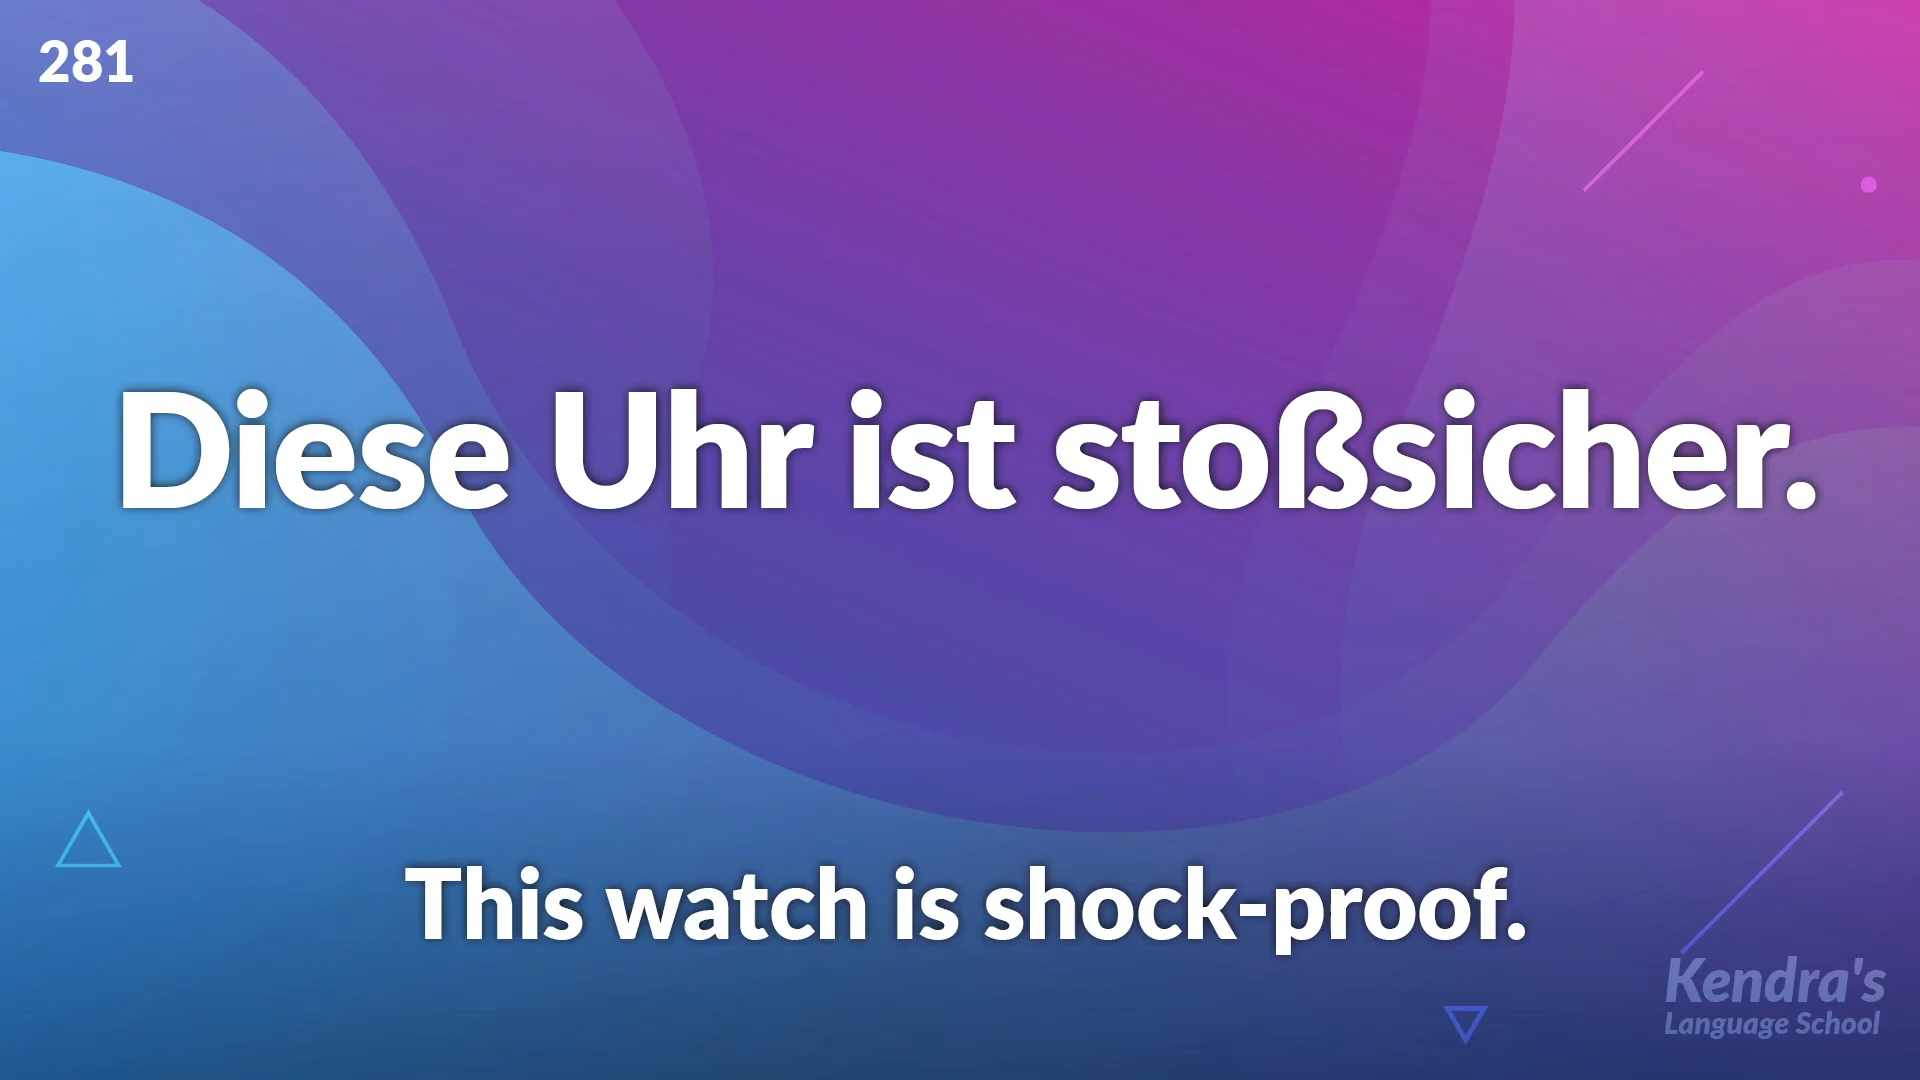 281
Diese Uhr ist stoßsicher.
This watch is shock-proof.
Kendra's
Language School